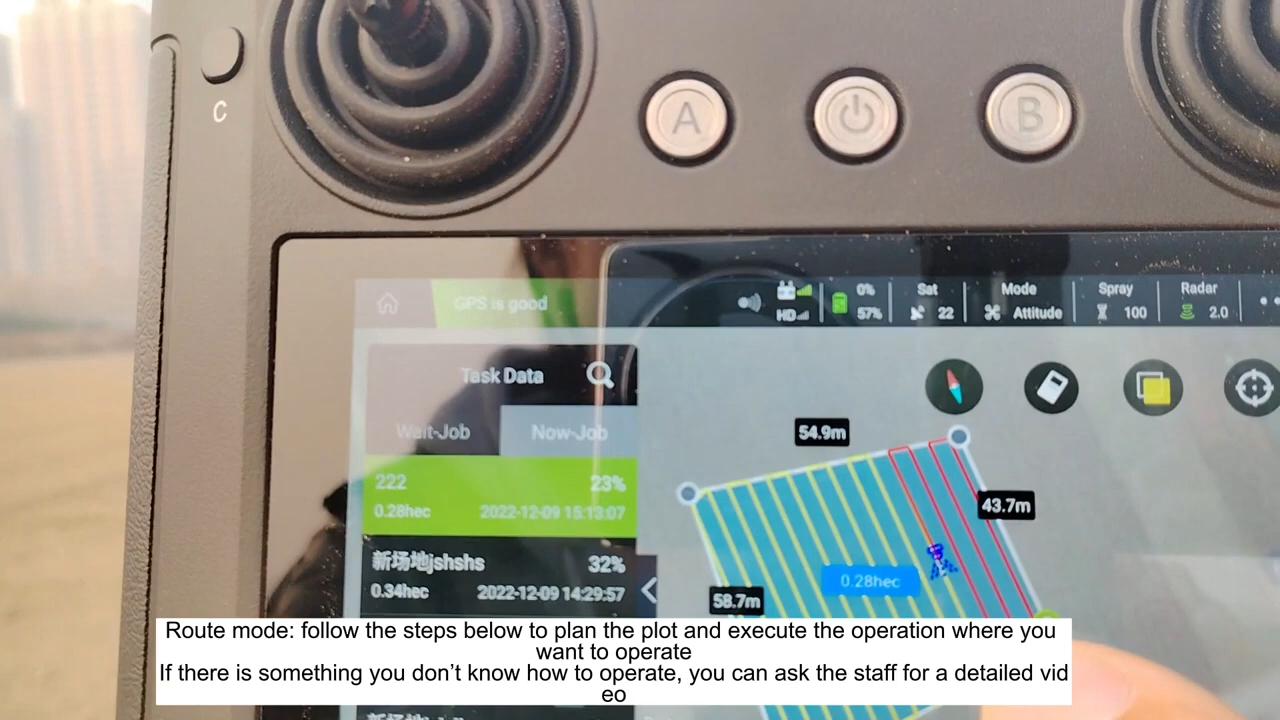 C
A
B
GPS is good
HD
0%
57%
Sat
22
Mode
Attitude
Spray
100
Radar
2.0
Task Data
Wait-Job
Now-Job
222
23%
0.28hec
2022-12-09 15:13:07
新场地jshshs
32%
0.34hec
2022-12-09 14:29:57
54.9m
43.7m
0.28hec
58.7m
Route mode: follow the steps below to plan the plot and execute the operation where you
want to operate
If there is something you don't know how to operate, you can ask the staff for a detailed vid
eo